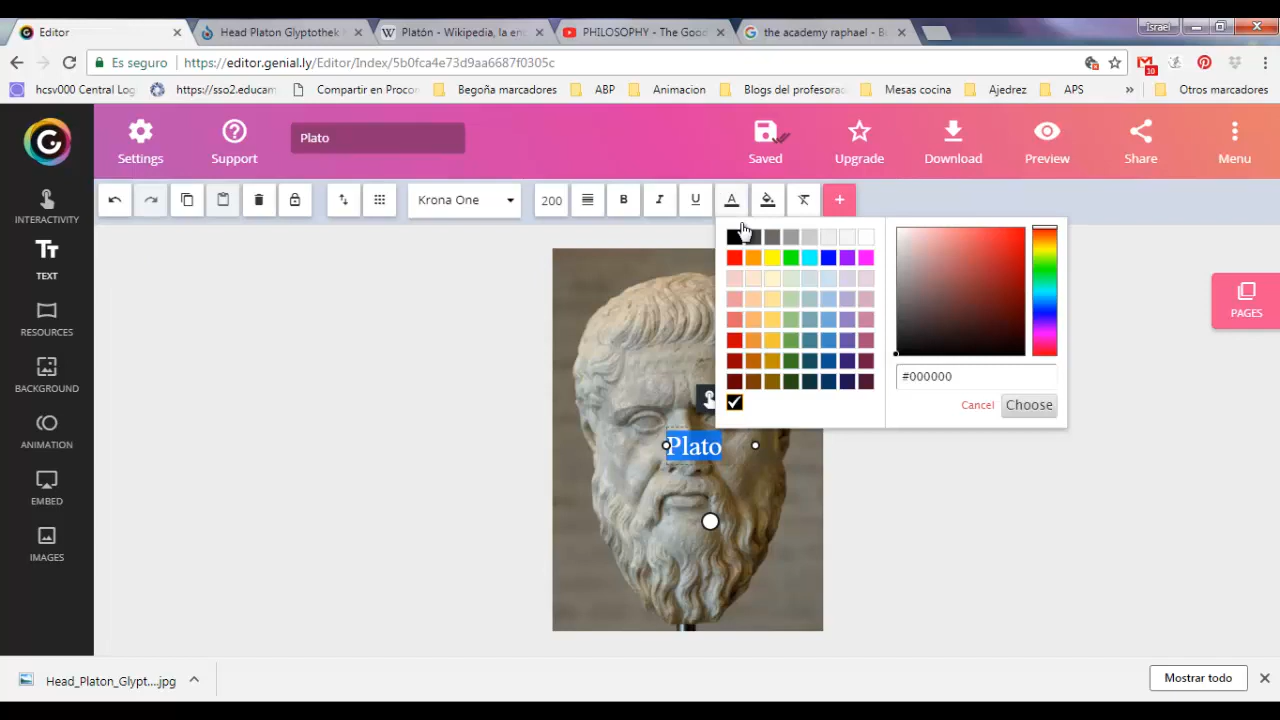 Editor
Head Platon Glyptothek
Platón - Wikipedia, la en
PHILOSOPHY - The Good
the academy raphael - B
Israel
Es seguro
https://editor.genial.ly/Editor/Index/5b0fca4e73d9aa6687f0305c
10
hcsv000 Central Log
https://sso2.educam
Compartir en Procon
Begoña marcadores
ABP
Animacion
Blogs del profesora
Mesas cocina
Ajedrez
APS
»
Otros marcadores
Settings
Support
Plato
Saved
Upgrade
Download
Preview
Share
Menu
Krona One
200
B
I
U
A
+
INTERACTIVITY
TEXT
RESOURCES
BACKGROUND
ANIMATION
EMBED
IMAGES
PAGES
#000000
Cancel
Choose
Plato
Head_Platon_Glypt....jpg
Mostrar todo